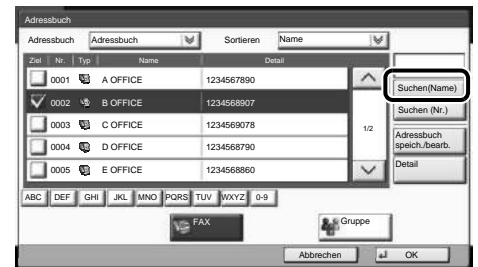 Adressbuch
Adressbuch Adressbuch Sortieren Name
Ziel Nr. Typ Name Detail
0001 A OFFICE 1234567890
0002 B OFFICE 1234568907
0003 C OFFICE 1234569078
0004 D OFFICE 1234568790
0005 E OFFICE 1234568860
1/2
Suchen(Name)
Suchen (Nr.)
Adressbuch
speich./bearb.
Detail
ABC DEF GHI JKL MNO PQRS TUV WXYZ 0-9
FAX Gruppe
Abbrechen OK